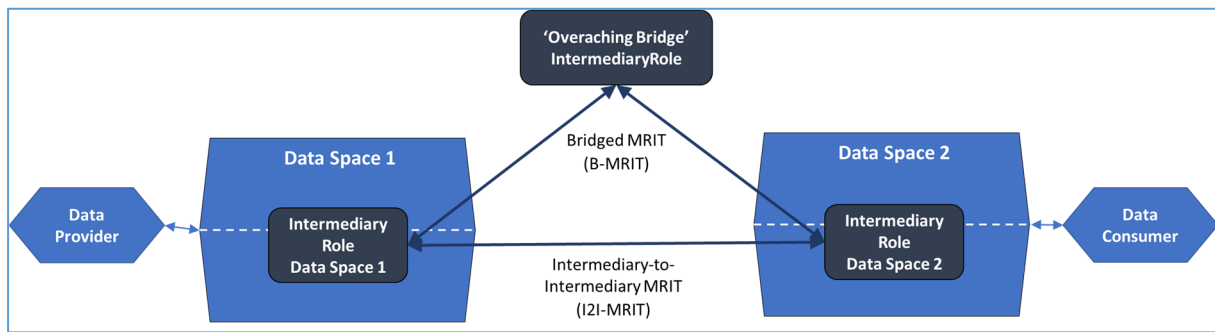 ‘Overaching Bridge’
IntermediaryRole
Bridged MRIT
(B-MRIT)
Data Space 1
Data Space 2
Data
Provider
Intermediary
Role
Data Space 1
Intermediary
Role
Data Space 2
Data
Consumer
Intermediary-to-
Intermediary MRIT
(I2I-MRIT)